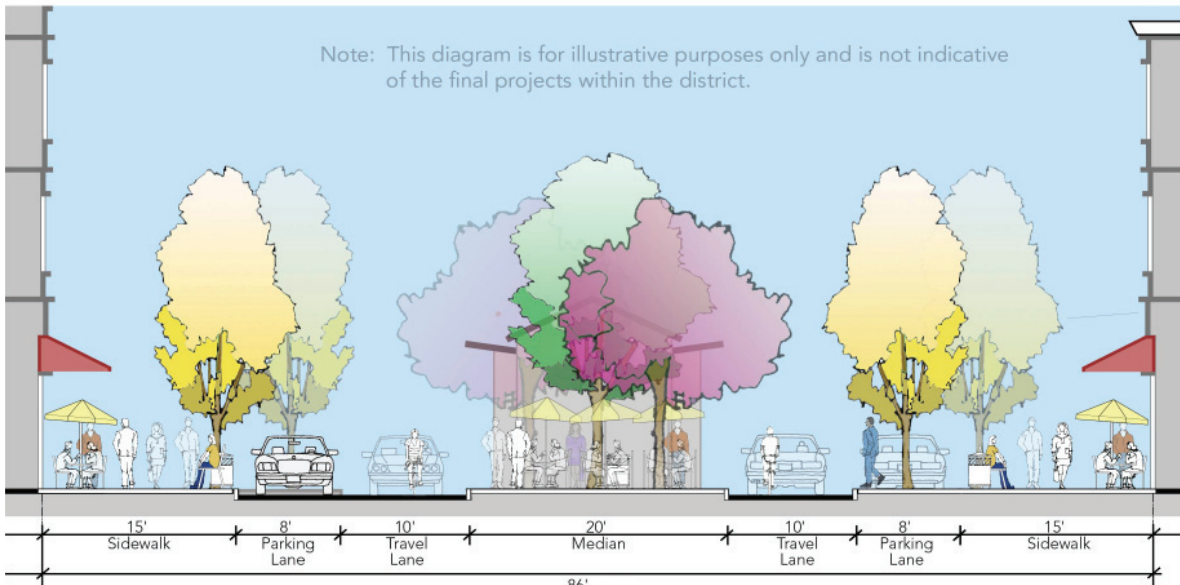 Note: This diagram is for illustrative purposes only and is not indicative
of the final projects within the district.
15' 8' 10' 20' 10' 8' 15'
Sidewalk Parking Travel Median Travel Parking Sidewalk
Lane Lane Lane Lane
86'